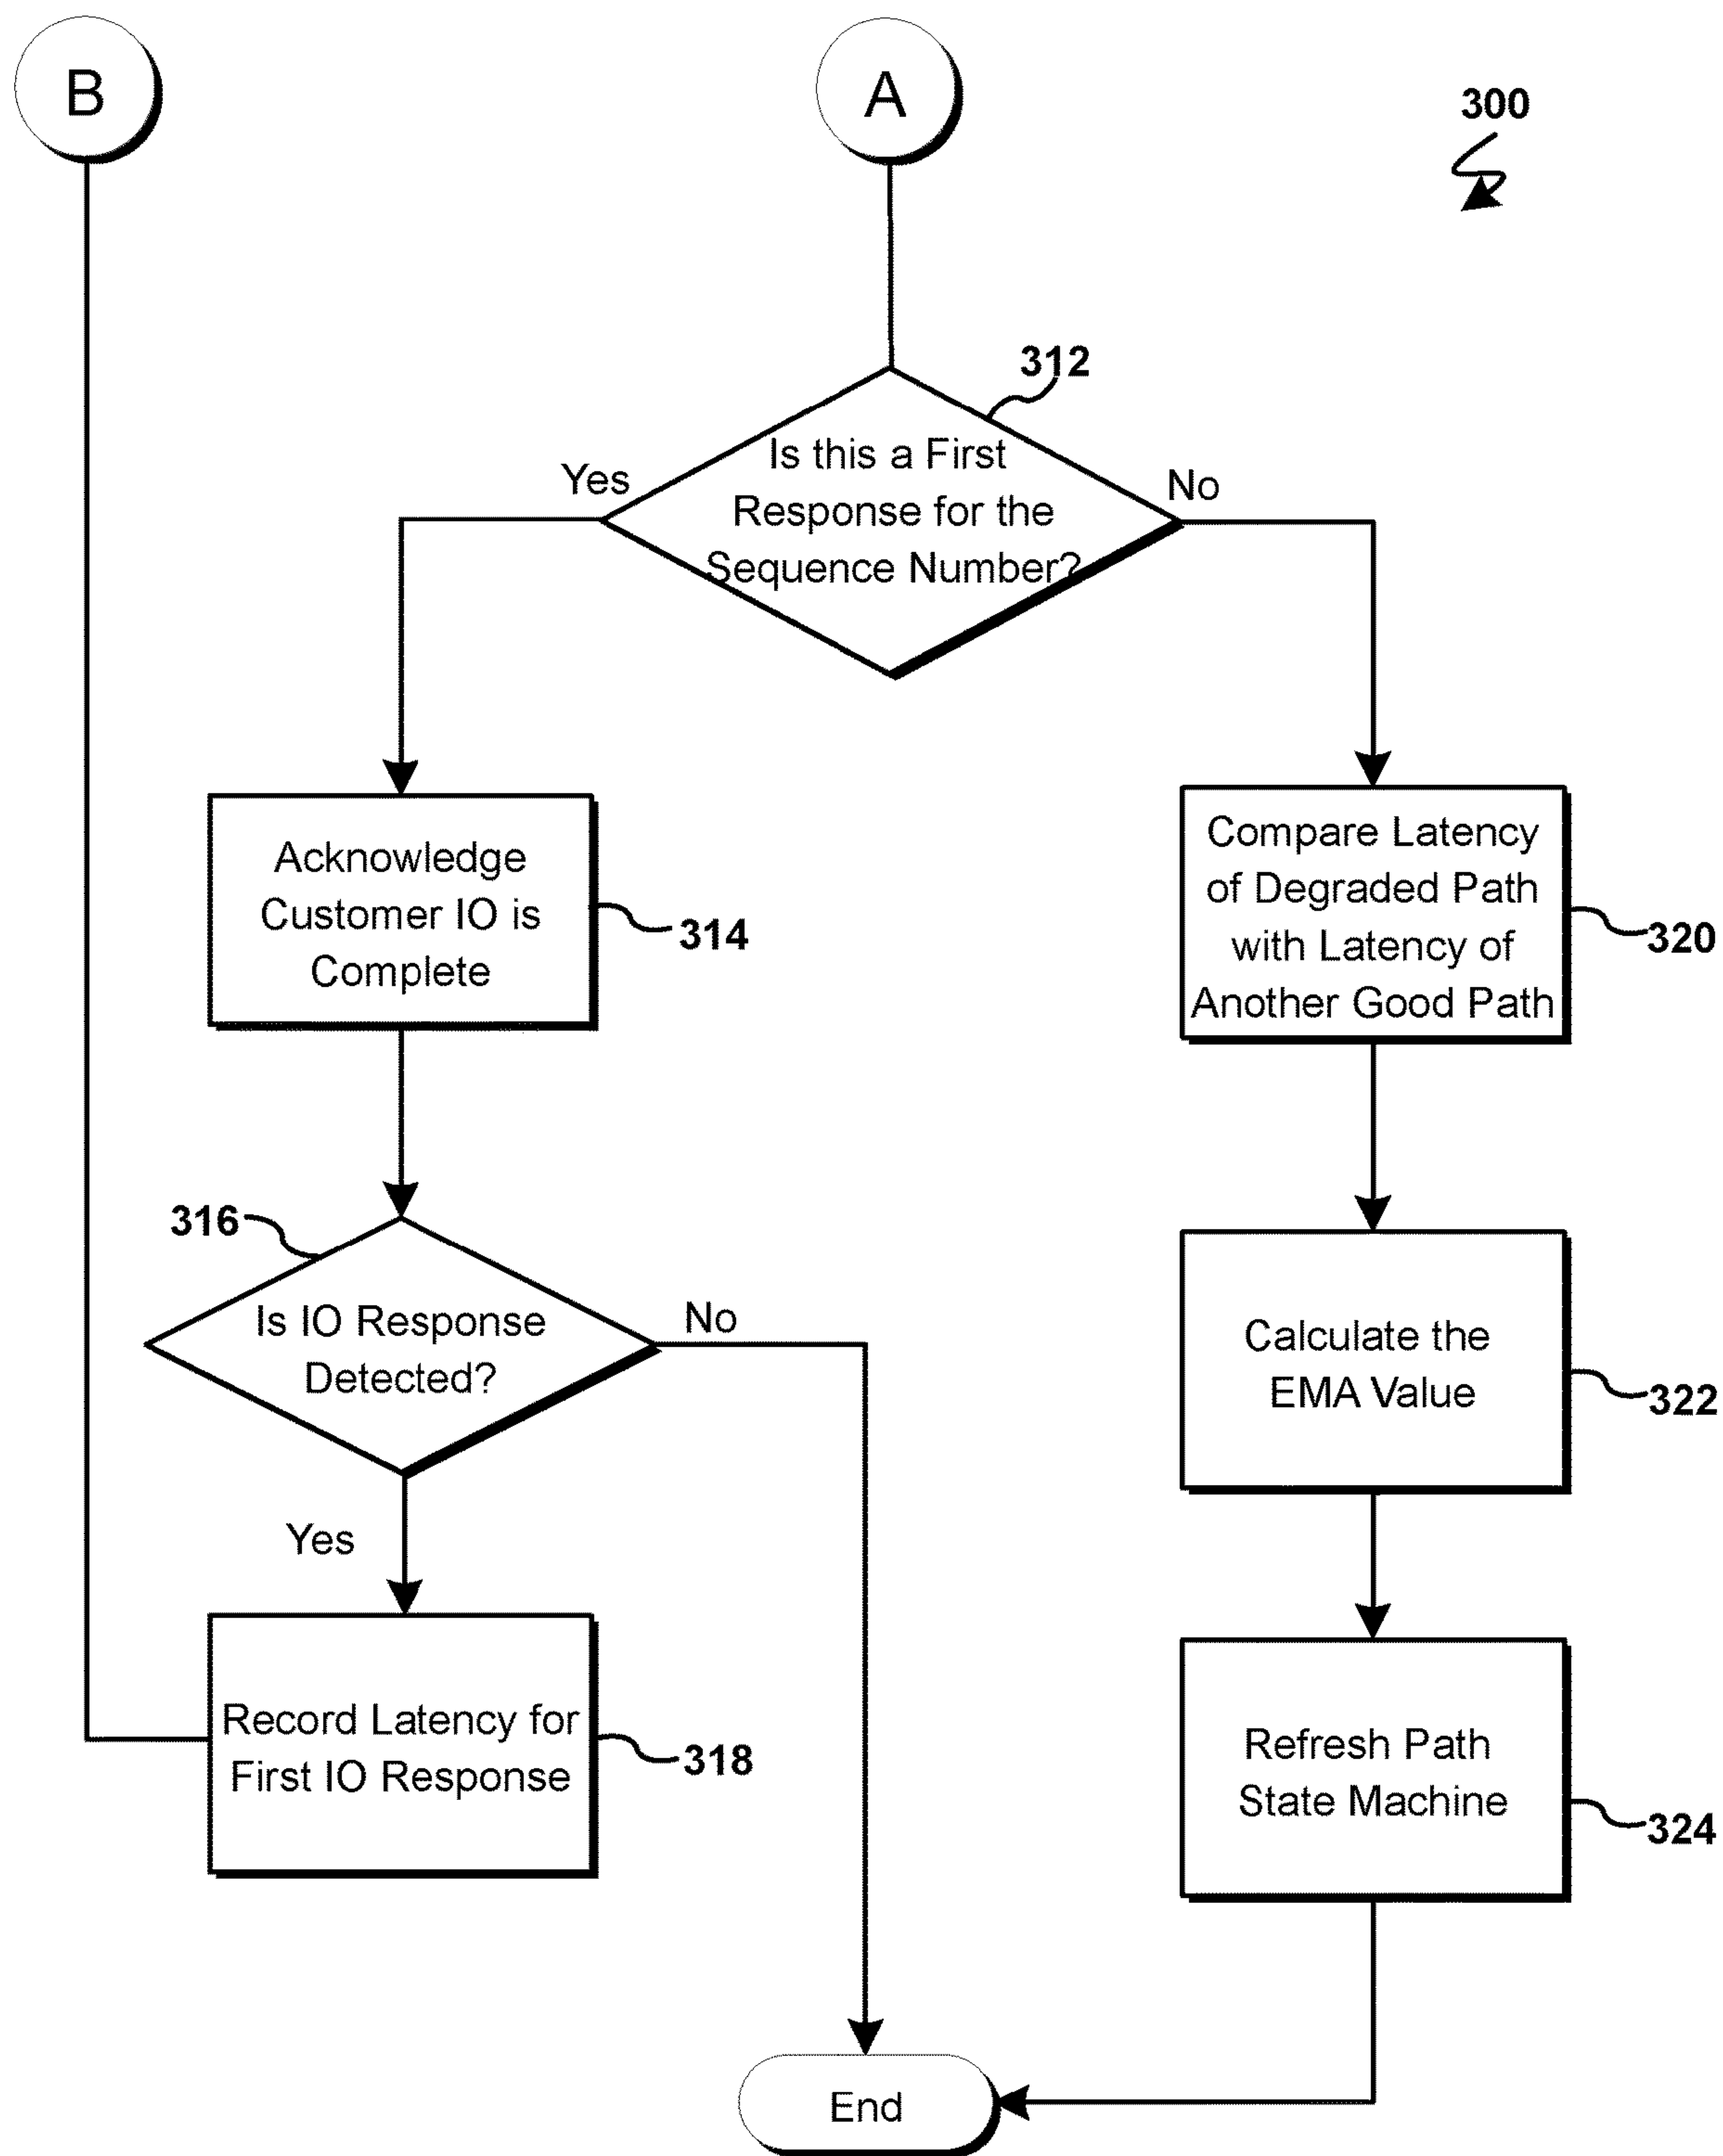 B
A
300
312
Is this a First
Response for the
Sequence Number?
Yes
No
Acknowledge
Customer IO is
Complete
314
Compare Latency
of Degraded Path
with Latency of
Another Good Path
320
316
Is IO Response
Detected?
No
Yes
Calculate the
EMA Value
322
Record Latency for
First IO Response
318
Refresh Path
State Machine
324
End